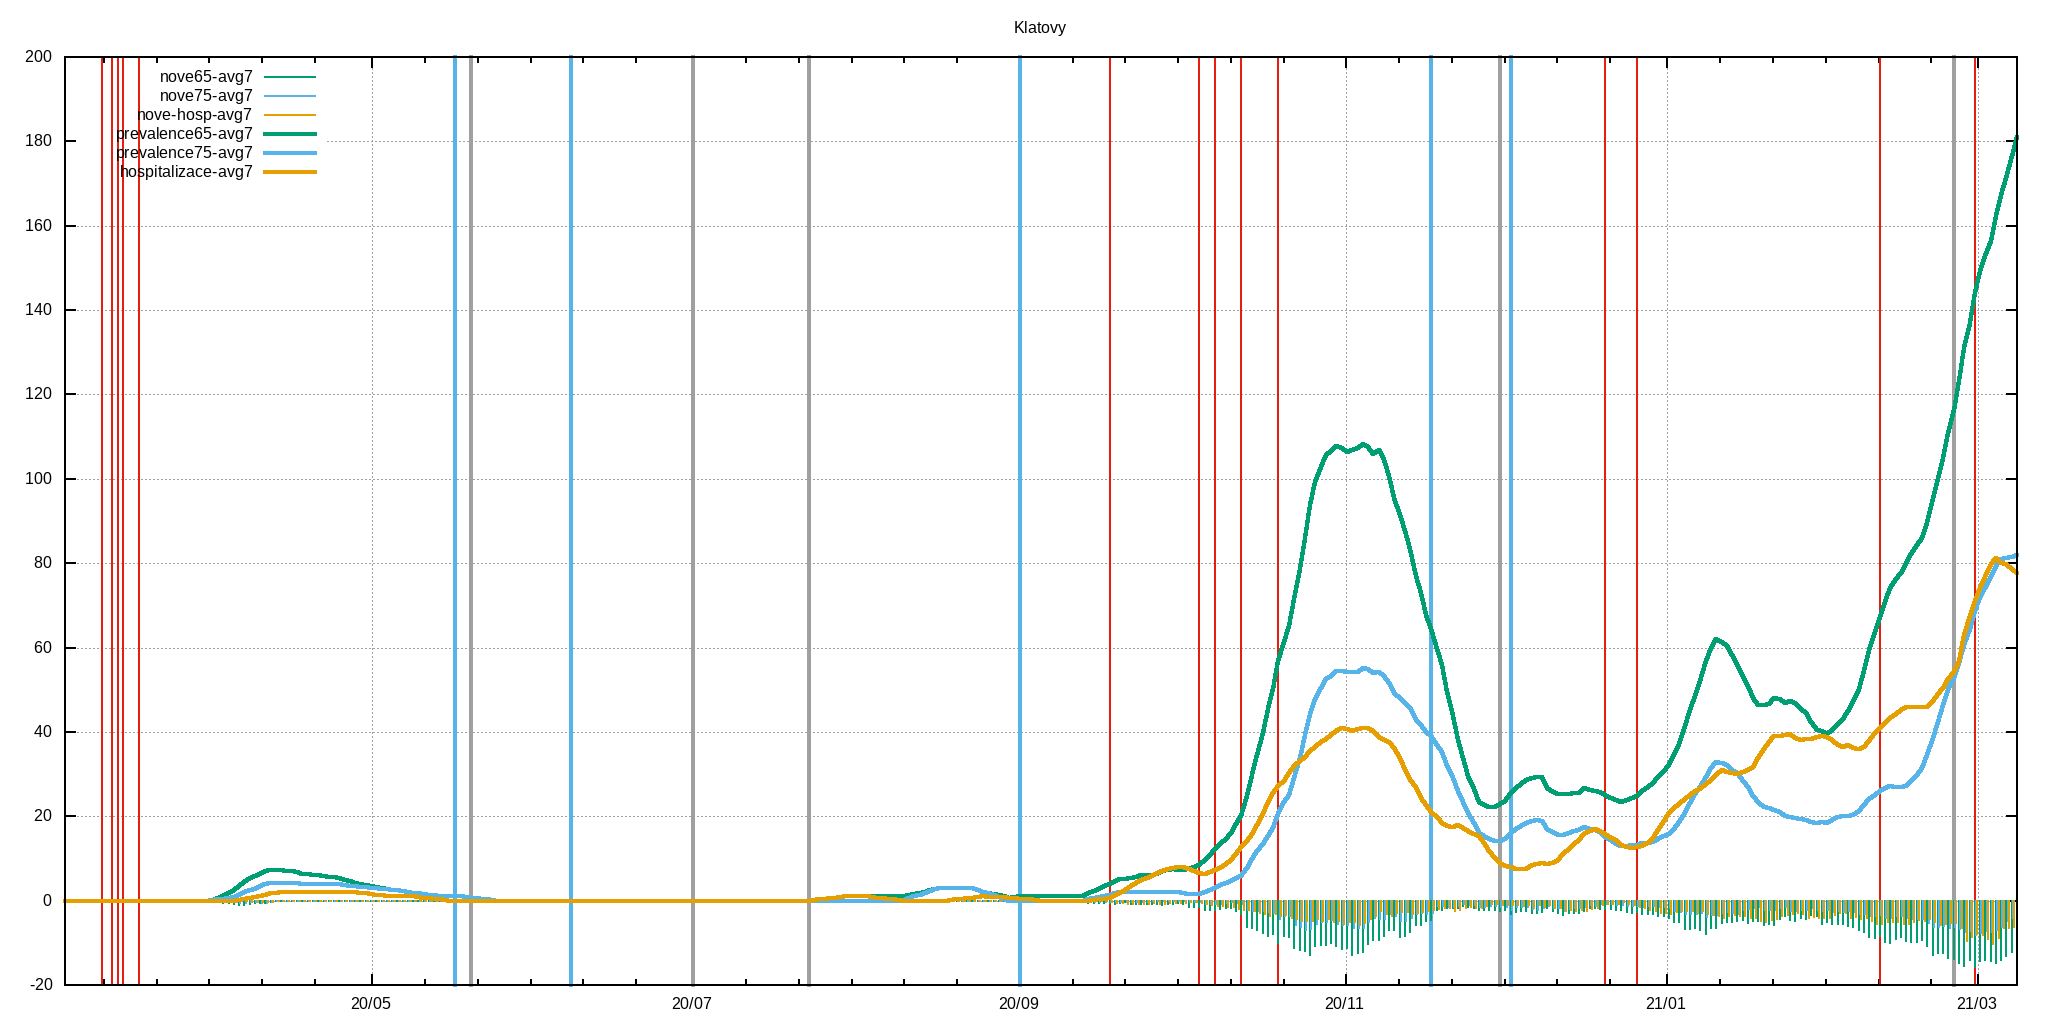 Klatovy
200
180
160
140
120
100
80
60
40
20
0
-20
nove65-avg7
nove75-avg7
nove-hosp-avg7
prevalence65-avg7
prevalence75-avg7
hospitalizace-avg7
20/05 20/07 20/09 20/11 21/01 21/03